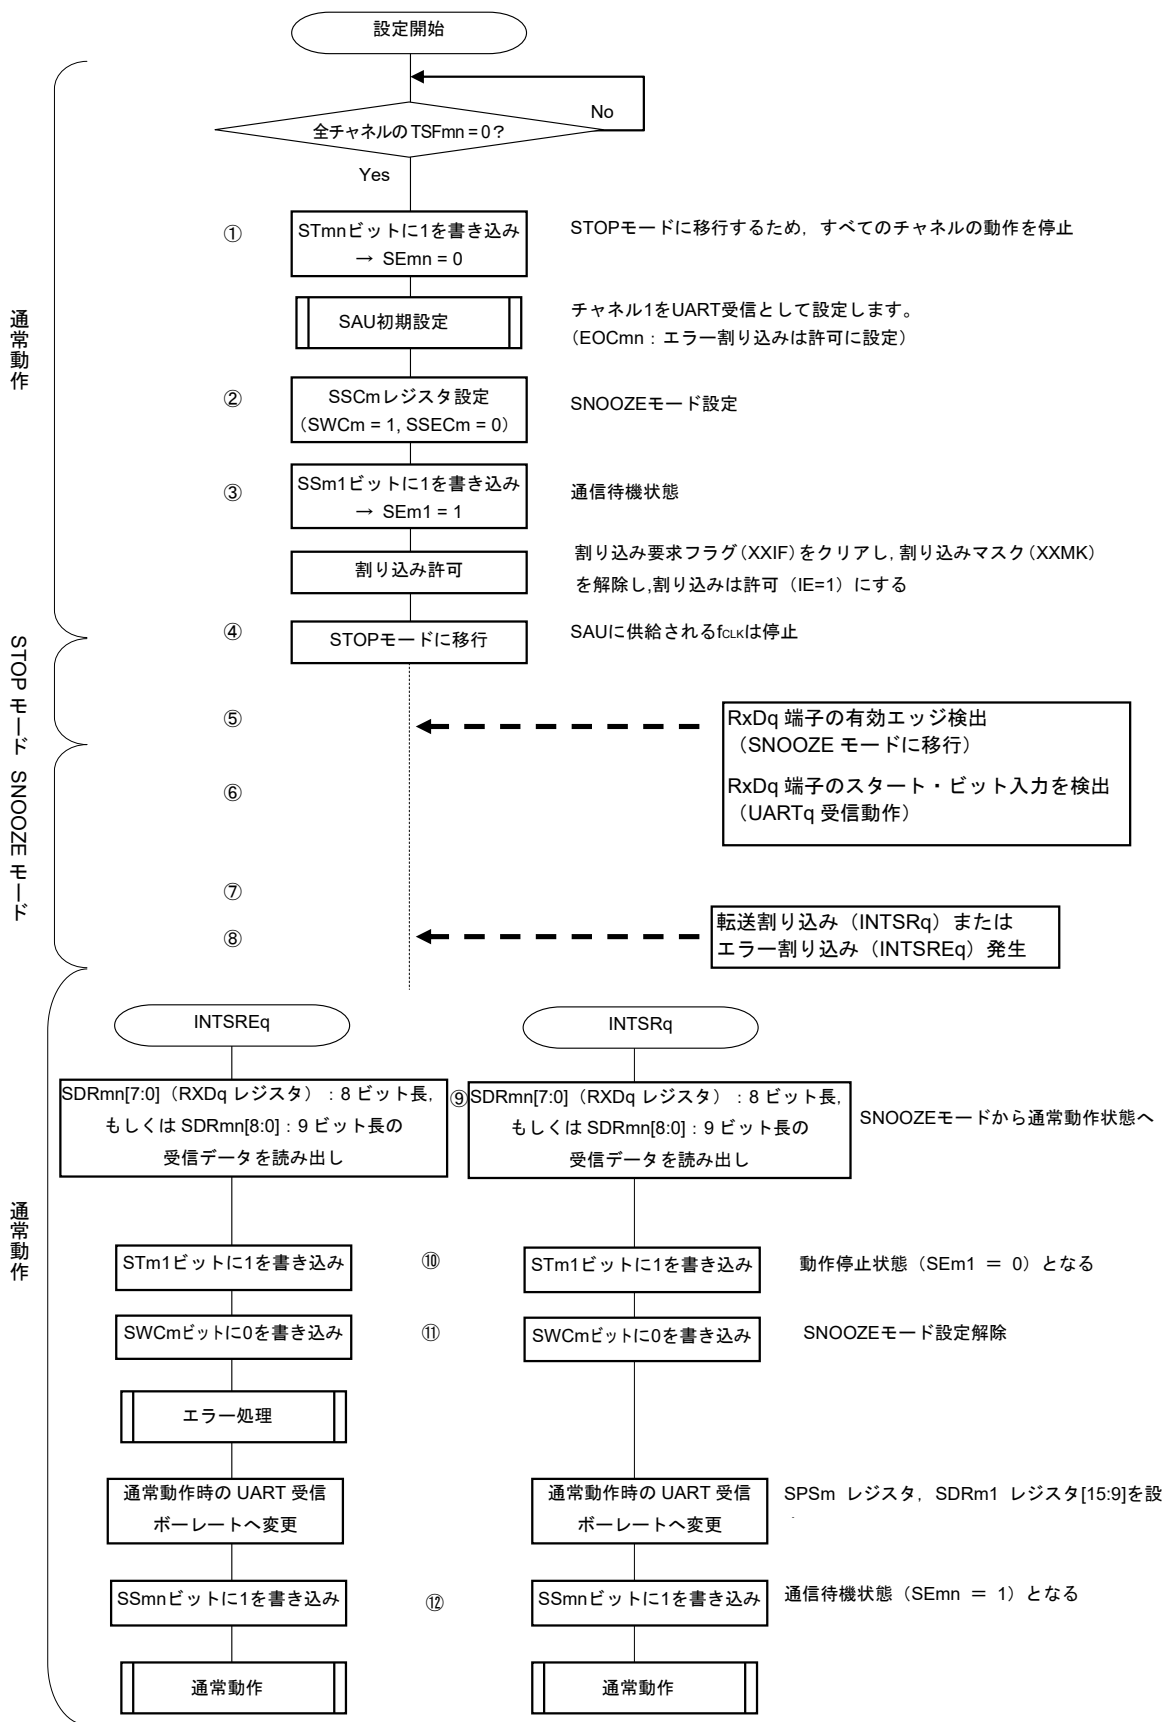 設定開始
No
全チャネルの TSFmn = 0？
Yes
①
STmnビットに1を書き込み
→ SEmn = 0
STOPモードに移行するため，すべてのチャネルの動作を停止
SAU初期設定
チャネル1をUART受信として設定します。
（EOCmn：エラー割り込みは許可に設定）
通常動作
②
SSCmレジスタ設定
（SWCm = 1, SSECm = 0）
SNOOZEモード設定
③
SSm1ビットに1を書き込み
→ SEm1 = 1
通信待機状態
割り込み許可
割り込み要求フラグ（XXIF）をクリアし，割り込みマスク（XXMK）
を解除し,割り込みは許可（IE=1）にする
④
STOPモードに移行
SAUに供給されるfCLKは停止
STOP モード
⑤
RxDq 端子の有効エッジ検出
（SNOOZE モードに移行）
SNOOZE モード
⑥
RxDq 端子のスタート・ビット入力を検出
（UARTq 受信動作）
⑦
⑧
転送割り込み（INTSRq）または
エラー割り込み（INTSREq）発生
INTSREq
INTSRq
SDRmn[7:0]（RXDq レジスタ）：8 ビット長,
もしくは SDRmn[8:0]：9 ビット長の
受信データを読み出し
⑨
SDRmn[7:0]（RXDq レジスタ）：8 ビット長,
もしくは SDRmn[8:0]：9 ビット長の
受信データを読み出し
SNOOZEモードから通常動作状態へ
通常動作
STm1ビットに1を書き込み
⑩
STm1ビットに1を書き込み
動作停止状態（SEm1 ＝ 0）となる
SWCmビットに0を書き込み
⑪
SWCmビットに0を書き込み
SNOOZEモード設定解除
エラー処理
通常動作時の UART 受信
ボーレートへ変更
通常動作時の UART 受信
ボーレートへ変更
SPSm レジスタ，SDRm1 レジスタ[15:9]を設
SSmnビットに1を書き込み
⑫
SSmnビットに1を書き込み
通信待機状態（SEmn ＝ 1）となる
通常動作
通常動作